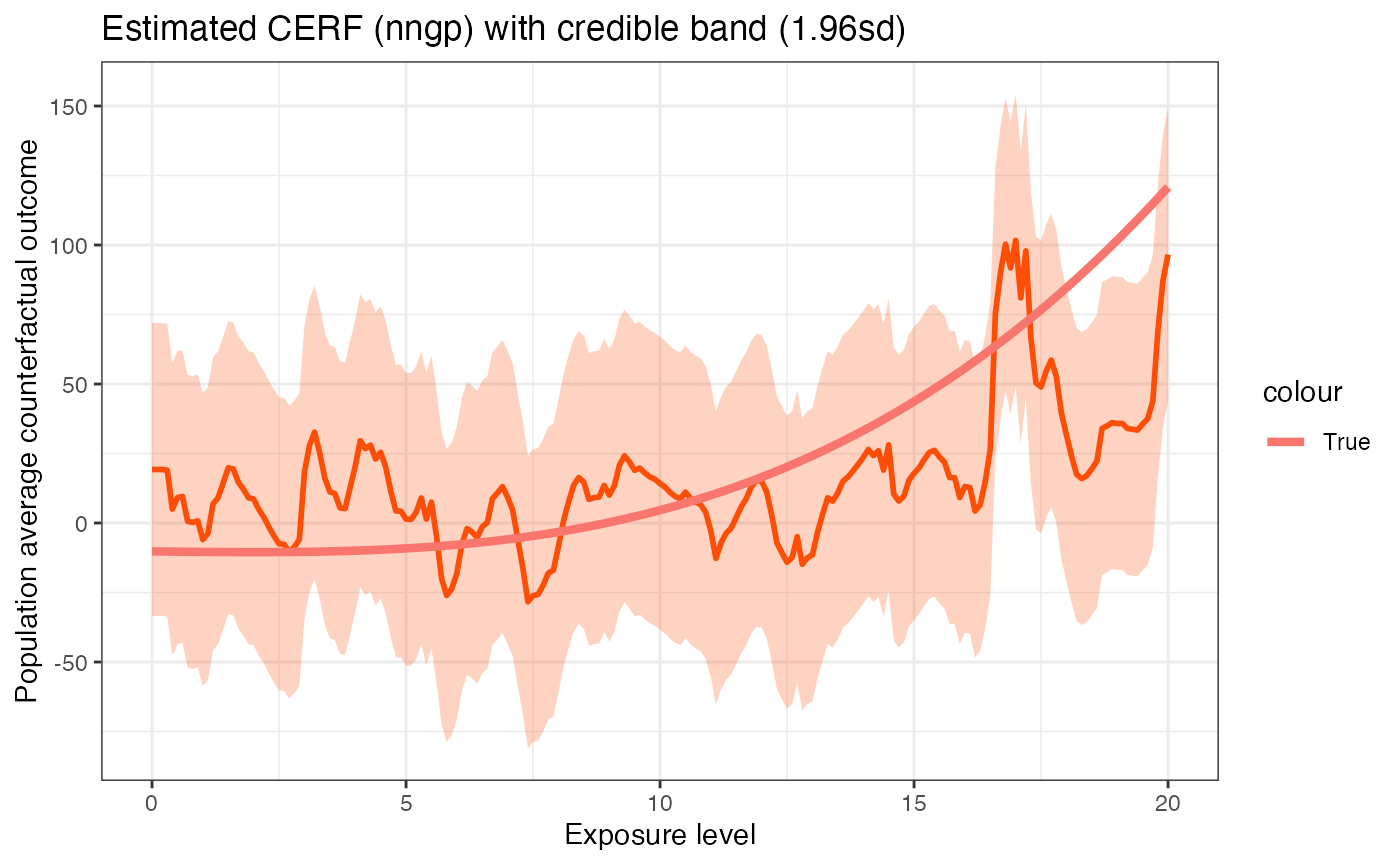 Estimated CERF (nngp) with credible band (1.96sd)
Population average counterfactual outcome
150
100
50
0
-50
0
5
10
15
20
Exposure level
colour
True